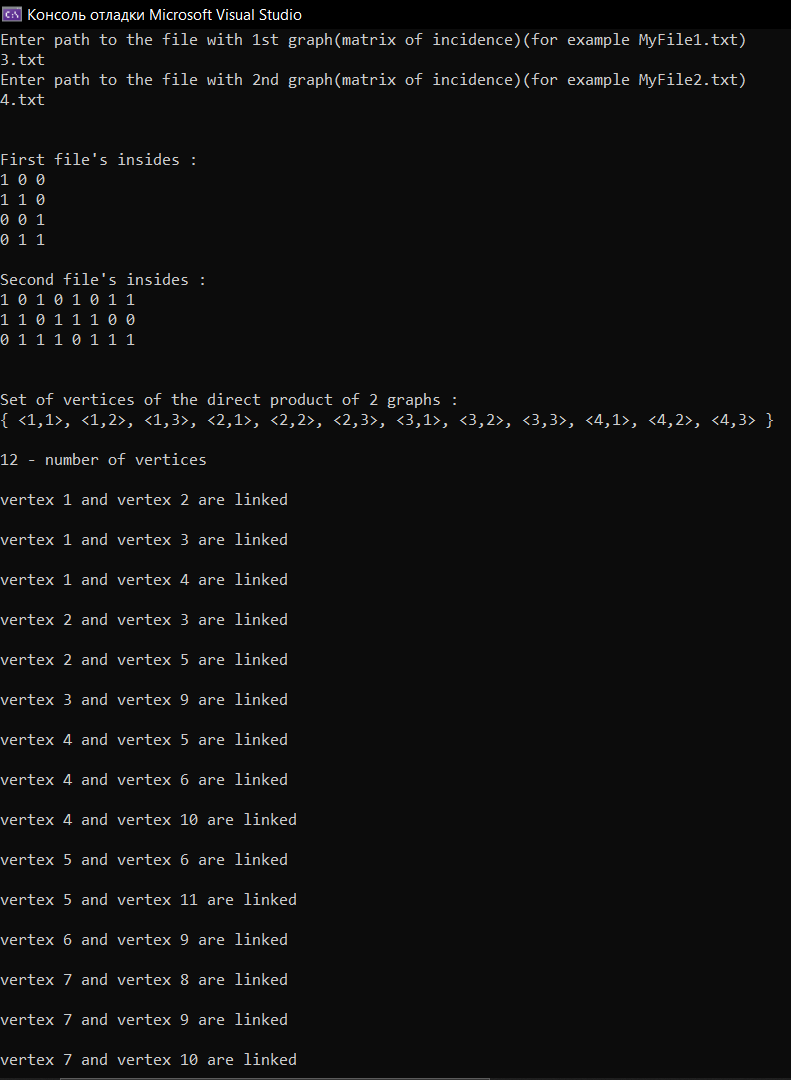 Консоль отладки Microsoft Visual Studio
Enter path to the file with 1st graph(matrix of incidence)(for example MyFile1.txt)
3.txt
Enter path to the file with 2nd graph(matrix of incidence)(for example MyFile2.txt)
4.txt
First file's insides :
1 0 0
1 1 0
0 0 1
0 1 1
Second file's insides :
1 0 1 0 1 0 1 1
1 1 0 1 1 1 0 0
0 1 1 1 0 1 1 1
Set of vertices of the direct product of 2 graphs :
{ <1,1>, <1,2>, <1,3>, <2,1>, <2,2>, <2,3>, <3,1>, <3,2>, <3,3>, <4,1>, <4,2>, <4,3> }
12 - number of vertices
vertex 1 and vertex 2 are linked
vertex 1 and vertex 3 are linked
vertex 1 and vertex 4 are linked
vertex 2 and vertex 3 are linked
vertex 2 and vertex 5 are linked
vertex 3 and vertex 9 are linked
vertex 4 and vertex 5 are linked
vertex 4 and vertex 6 are linked
vertex 4 and vertex 10 are linked
vertex 5 and vertex 6 are linked
vertex 5 and vertex 11 are linked
vertex 6 and vertex 9 are linked
vertex 7 and vertex 8 are linked
vertex 7 and vertex 9 are linked
vertex 7 and vertex 10 are linked